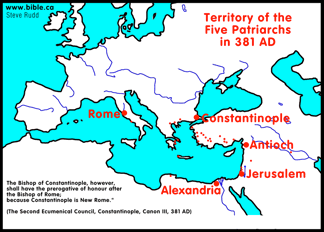 www.bible.ca
Steve Rudd
Territory of the
Five Patriarchs
in 381 AD
Rome
Constantinople
Antioch
Jerusalem
Alexandria
The Bishop of Constantinople, however,
shall have the prerogative of honour after
the Bishop of Rome;
because Constantinople is New Rome."
(The Second Ecumenical Council, Constantinople, Canon III, 381 AD)